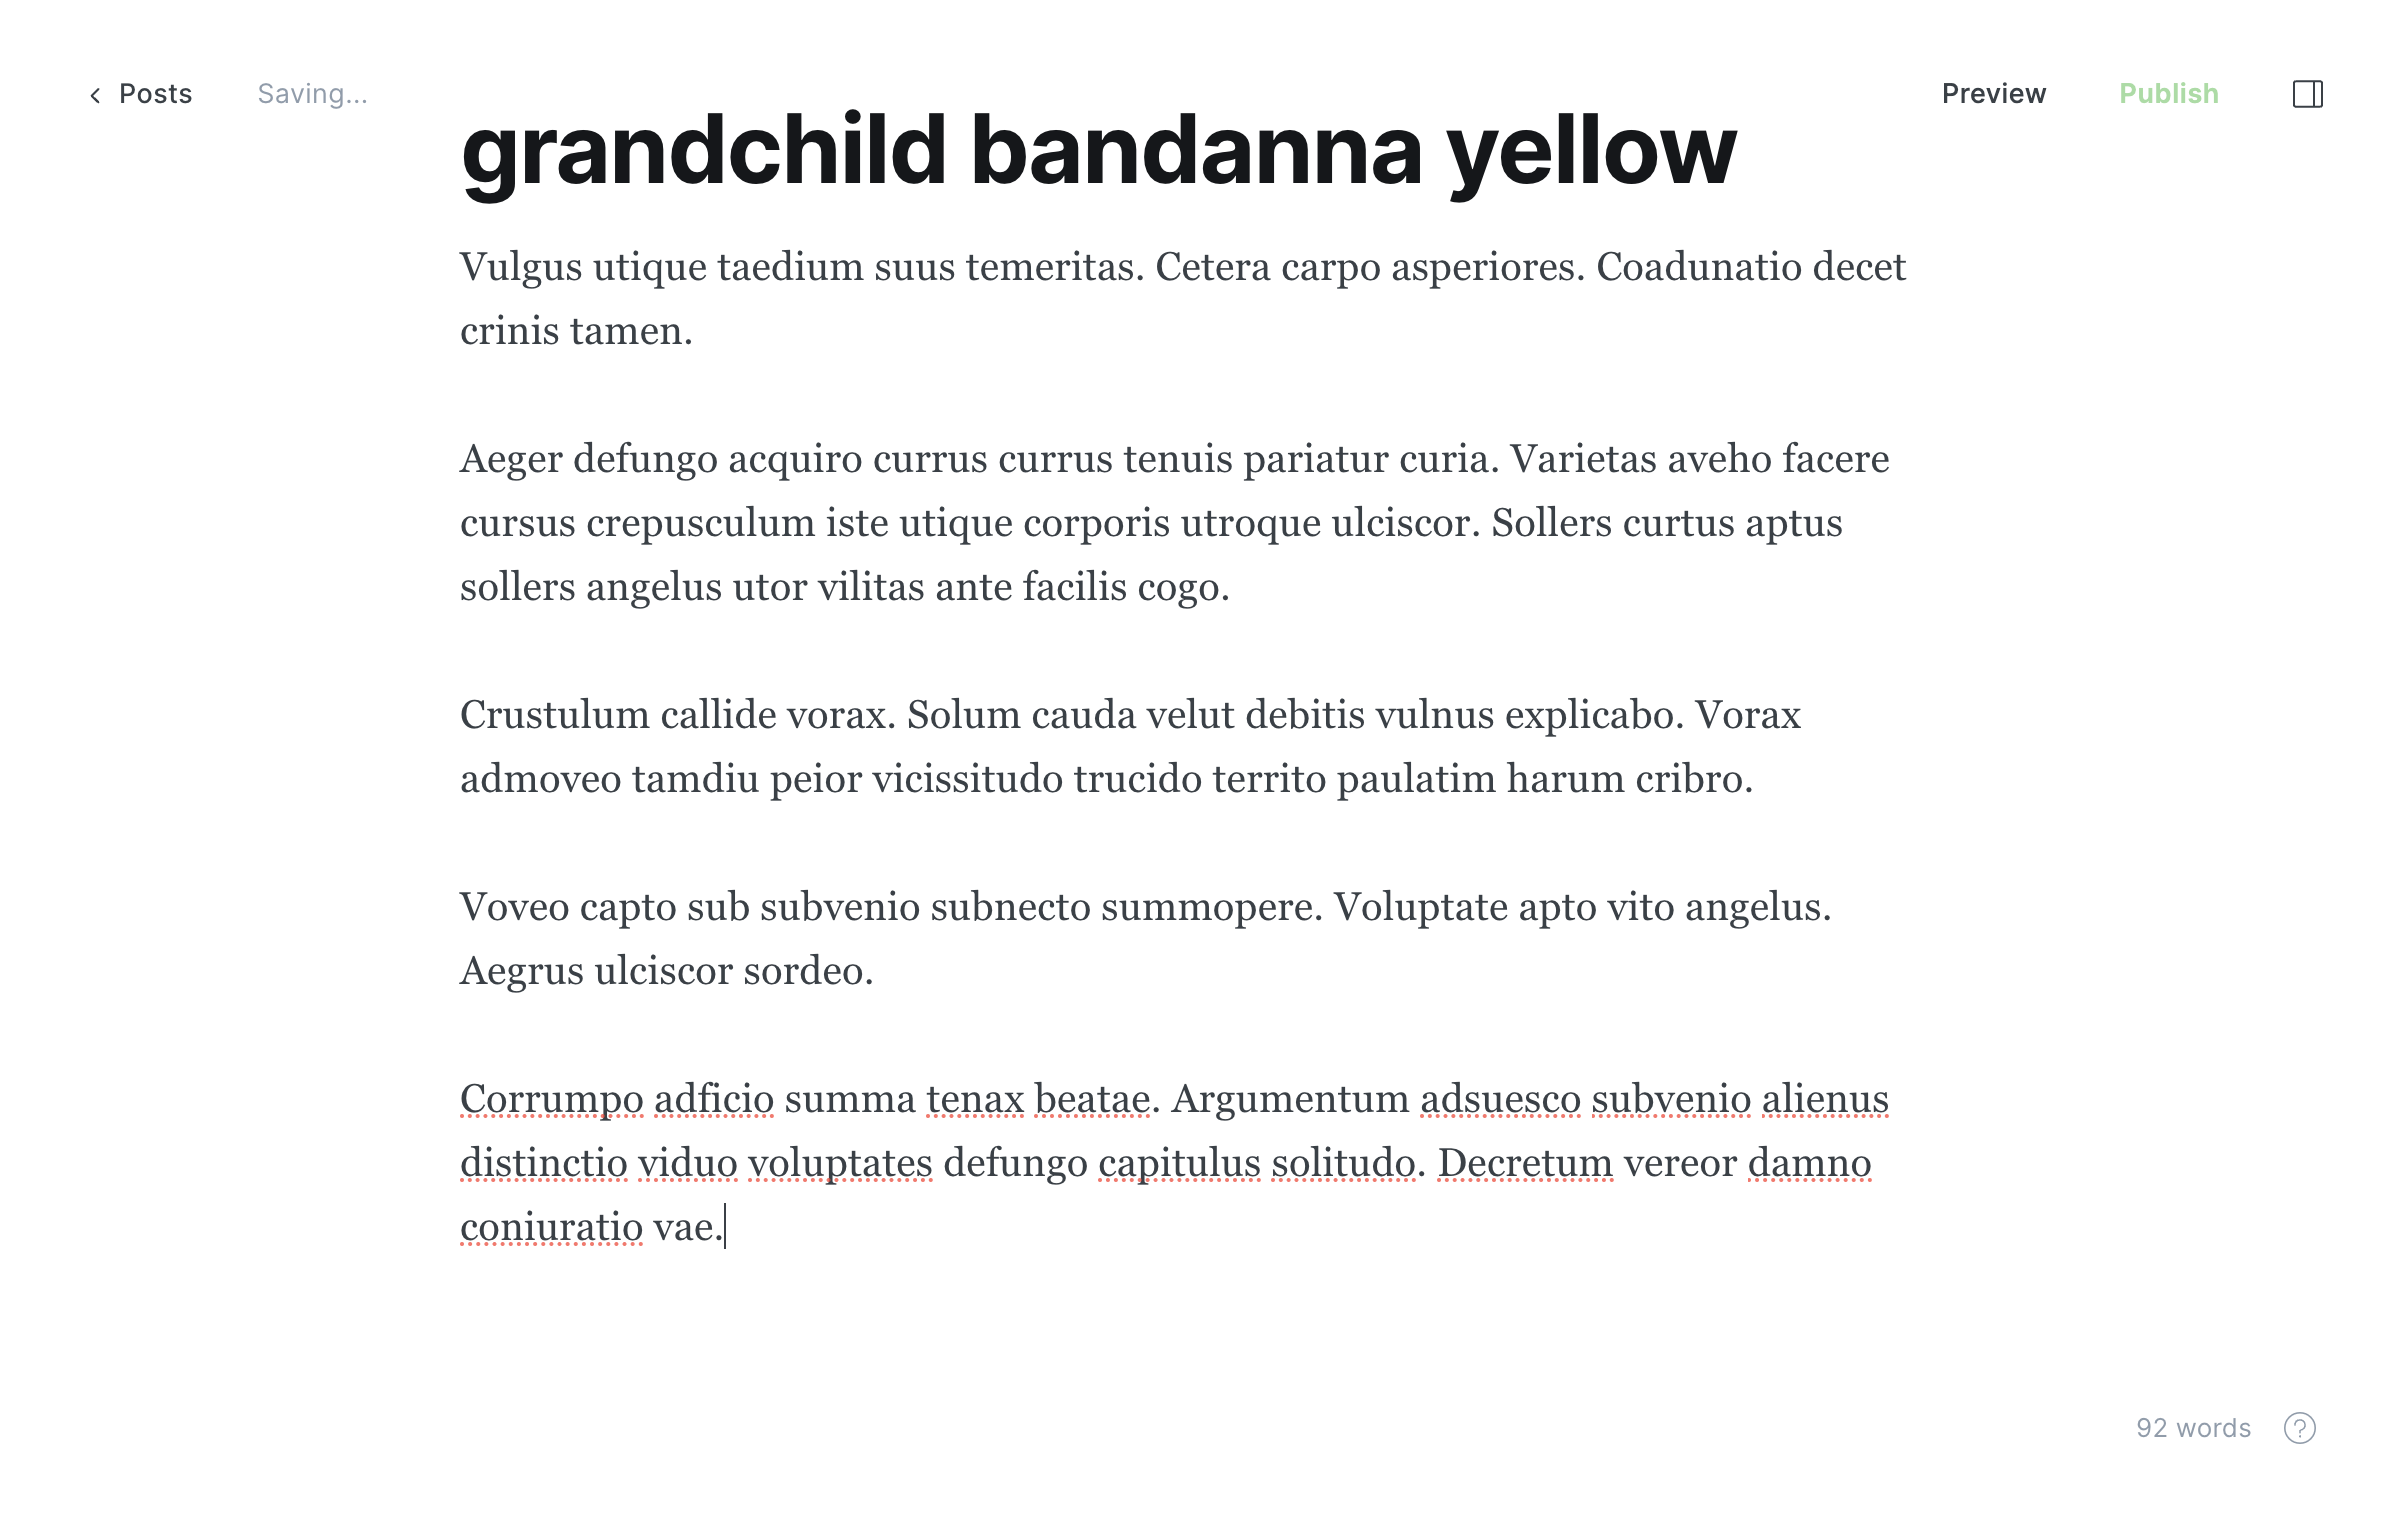 Posts
Saving...
Preview
Publish
grandchild bandanna yellow
Vulgus utique taedium suus temeritas. Cetera carpo asperiores. Coadunatio decet
crinis tamen.
Aeger defungo acquiro currus currus tenuis pariatur curia. Varietas aveho facere
cursus crepusculum iste utique corporis utroque ulciscor. Sollers curtus aptus
sollers angelus utor vilitas ante facilis cogo.
Crustulum callide vorax. Solum cauda velut debitis vulnus explicabo. Vorax
admoveo tamdiu peior vicissitudo trucido territo paulatim harum cribro.
Voveo capto sub subvenio subnecto summopere. Voluptate apto vito angelus.
Aegrus ulciscor sordeo.
Corrumpo adficio summa tenax beatae. Argumentum adsuesco subvenio alienus
distinctio viduo voluptates defungo capitulus solitudo. Decretum vereor damno
coniuratio vae.
92 words
?